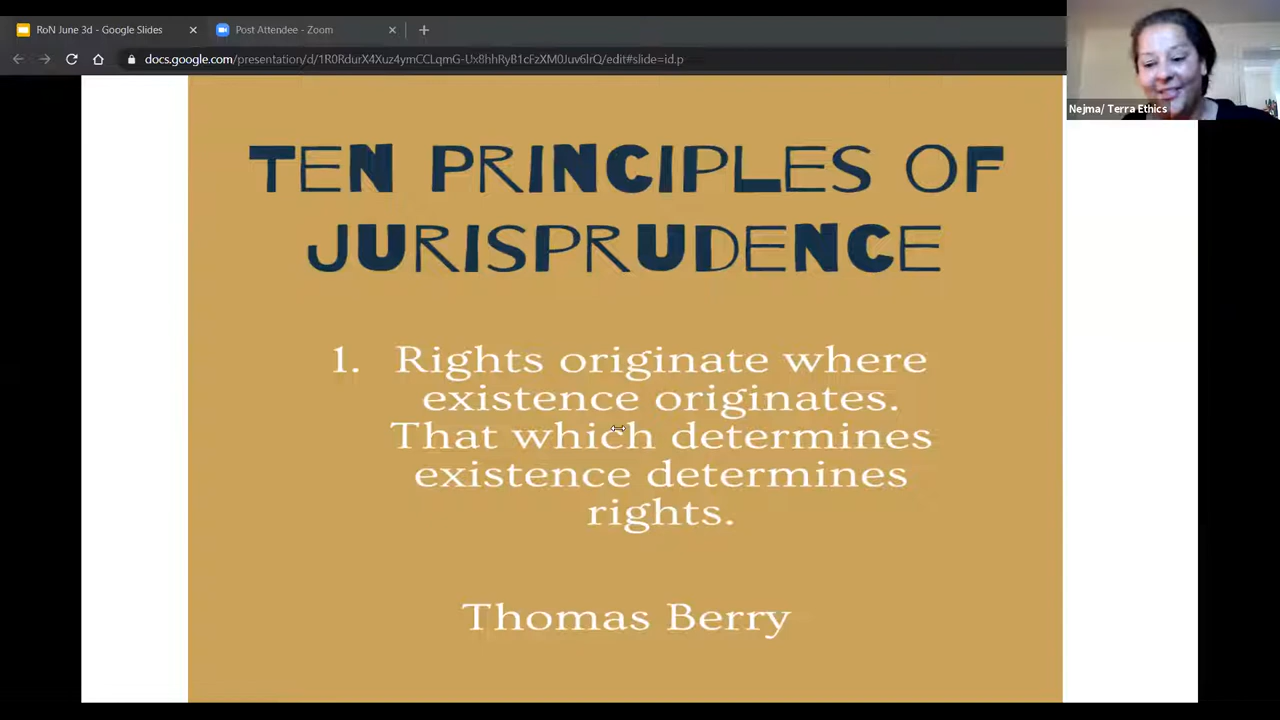 RoN June 3d - Google Slides
Post Attendee - Zoom
docs.google.com/presentation/d/1R0RdurX4Xuz4ymCCLqmG-Ux8hhRyB1cFzXM0Juv6lrQ/edit#slide=id.p
Nejma/ Terra Ethics
TEN PRINCIPLES OF
JURISPRUDENCE
1. Rights originate where
existence originates.
That which determines
existence determines
rights.
Thomas Berry